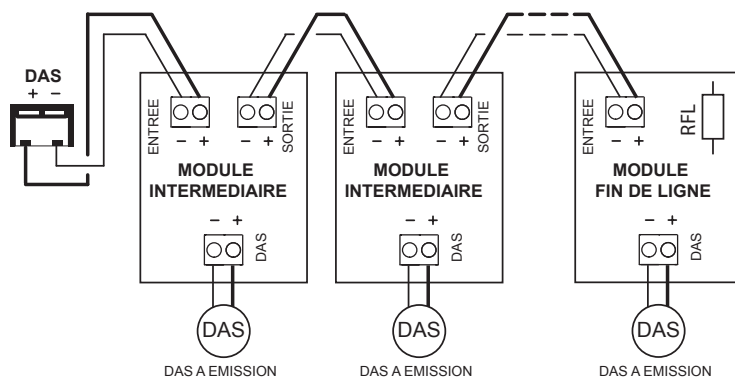 DAS
+ −
ENTREE
− +
SORTIE
− +
MODULE
INTERMEDIAIRE
− +
DAS
DAS
DAS A EMISSION
ENTREE
− +
SORTIE
− +
MODULE
INTERMEDIAIRE
− +
DAS
DAS
DAS A EMISSION
ENTREE
− +
RFL
MODULE
FIN DE LIGNE
− +
DAS
DAS
DAS A EMISSION